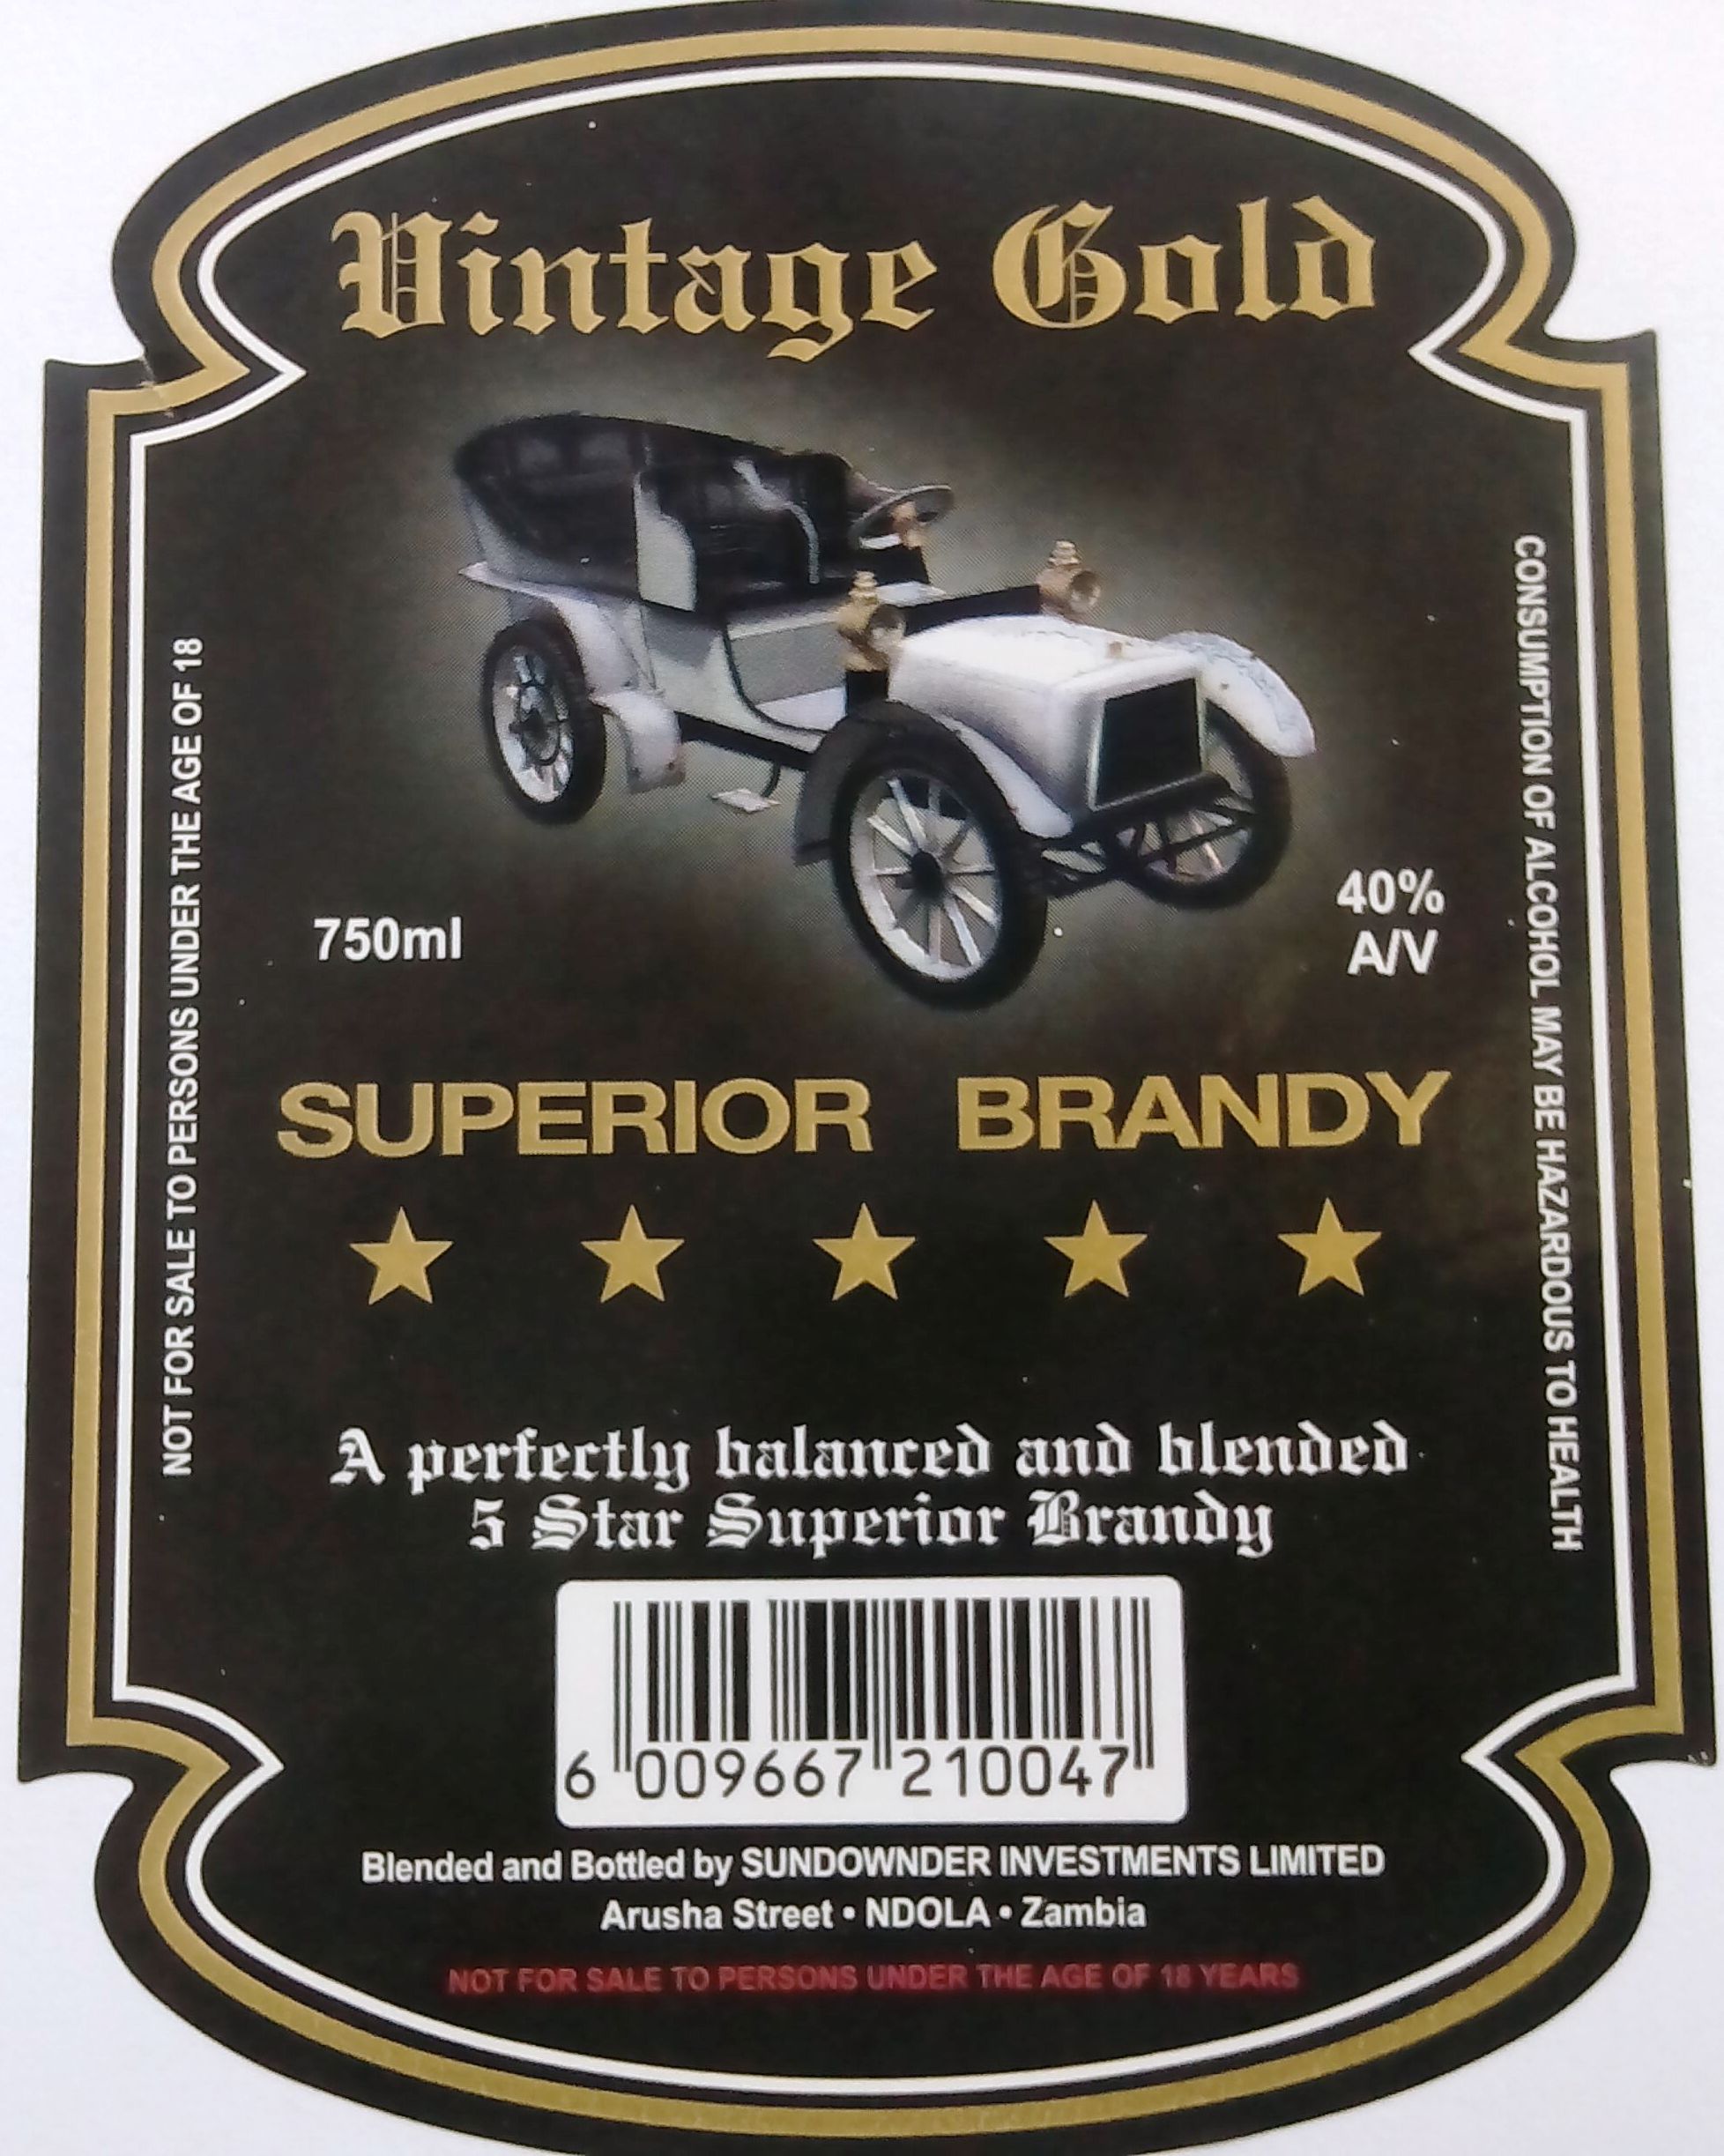 Vintage Gold
750ml
40%
A/V
SUPERIOR BRANDY
A perfectly balanced and blended
5 Star Superior Brandy
6 009667 210047
Blended and Bottled by SUNDOWNDER INVESTMENTS LIMITED
Arusha Street • NDOLA • Zambia
NOT FOR SALE TO PERSONS UNDER THE AGE OF 18 YEARS
NOT FOR SALE TO PERSONS UNDER THE AGE OF 18
CONSUMPTION OF ALCOHOL MAY BE HAZARDOUS TO HEALTH